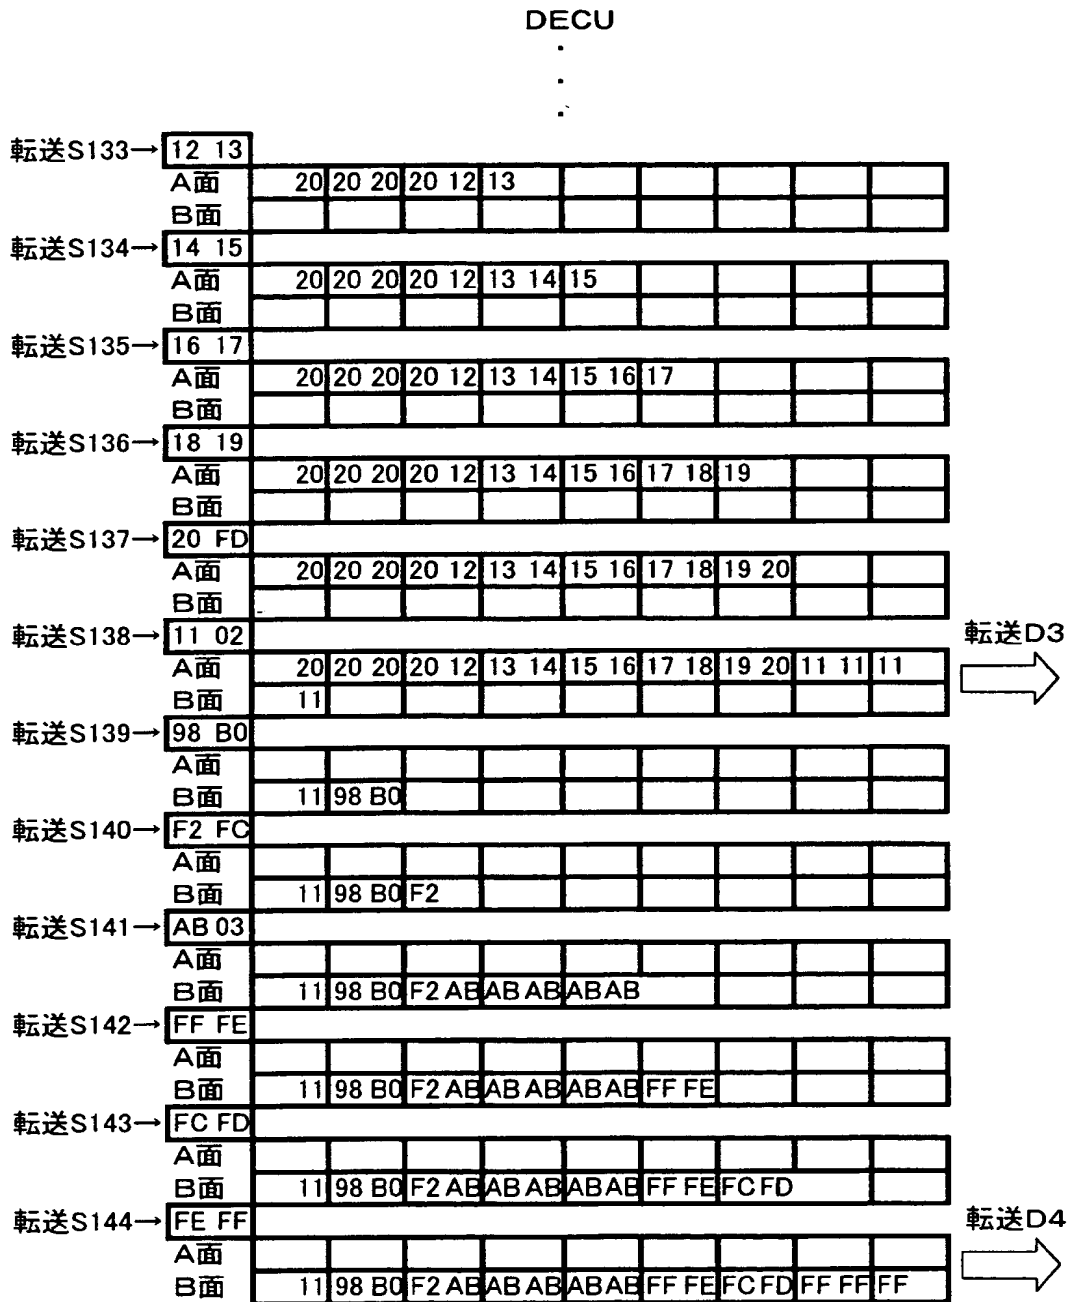 DECU
転送S133→ 12 13
A面 20 20 20 20 12 13
B面
転送S134→ 14 15
A面 20 20 20 20 12 13 14 15
B面
転送S135→ 16 17
A面 20 20 20 20 12 13 14 15 16 17
B面
転送S136→ 18 19
A面 20 20 20 20 12 13 14 15 16 17 18 19
B面
転送S137→ 20 FD
A面 20 20 20 20 12 13 14 15 16 17 18 19 20
B面
転送S138→ 11 02 転送D3
A面 20 20 20 20 12 13 14 15 16 17 18 19 20 11 11 11
B面 11
転送S139→ 98 B0
A面
B面 11 98 B0
転送S140→ F2 FC
A面
B面 11 98 B0 F2
転送S141→ AB 03
A面
B面 11 98 B0 F2 AB AB AB AB AB
転送S142→ FF FE
A面
B面 11 98 B0 F2 AB AB AB AB AB FF FE
転送S143→ FC FD
A面
B面 11 98 B0 F2 AB AB AB AB AB FF FE FC FD
転送S144→ FE FF 転送D4
A面
B面 11 98 B0 F2 AB AB AB AB AB FF FE FC FD FF FF FF